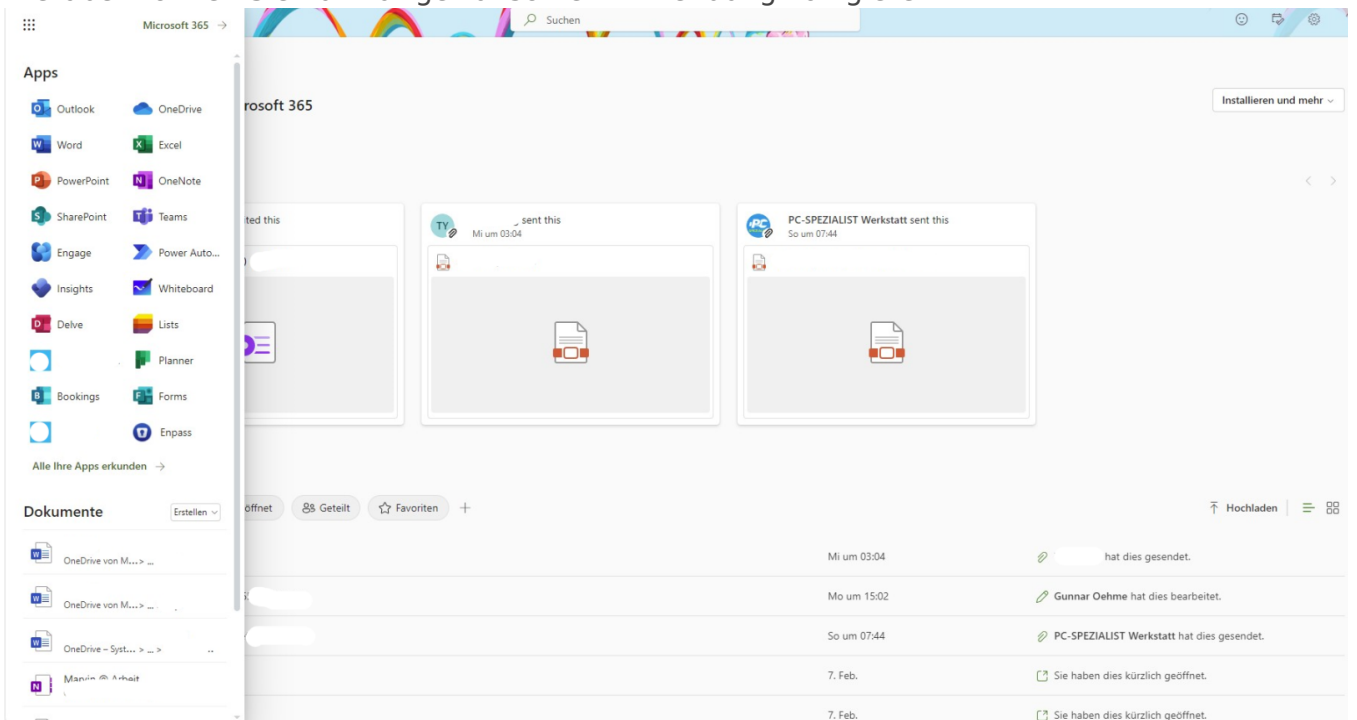 Microsoft 365 →
Suchen
Apps
Outlook
OneDrive
rosoft 365
Installieren und mehr
Word
Excel
PowerPoint
OneNote
SharePoint
Teams
ted this
TY
sent this
Mi um 03:04
PC-SPEZIALIST Werkstatt sent this
So um 07:44
Engage
Power Auto...
Insights
Whiteboard
Delve
Lists
Planner
Bookings
Forms
Enpass
Alle Ihre Apps erkunden →
Dokumente
Erstellen
öffnet
Geteilt
Favoriten
Hochladen
OneDrive von M...> ...
Mi um 03:04
hat dies gesendet.
OneDrive von M...> ...
Mo um 15:02
Gunnar Oehme hat dies bearbeitet.
OneDrive – Syst... > ... >
So um 07:44
PC-SPEZIALIST Werkstatt hat dies gesendet.
7. Feb.
Sie haben dies kürzlich geöffnet.
7. Feb.
Sie haben dies kürzlich geöffnet.